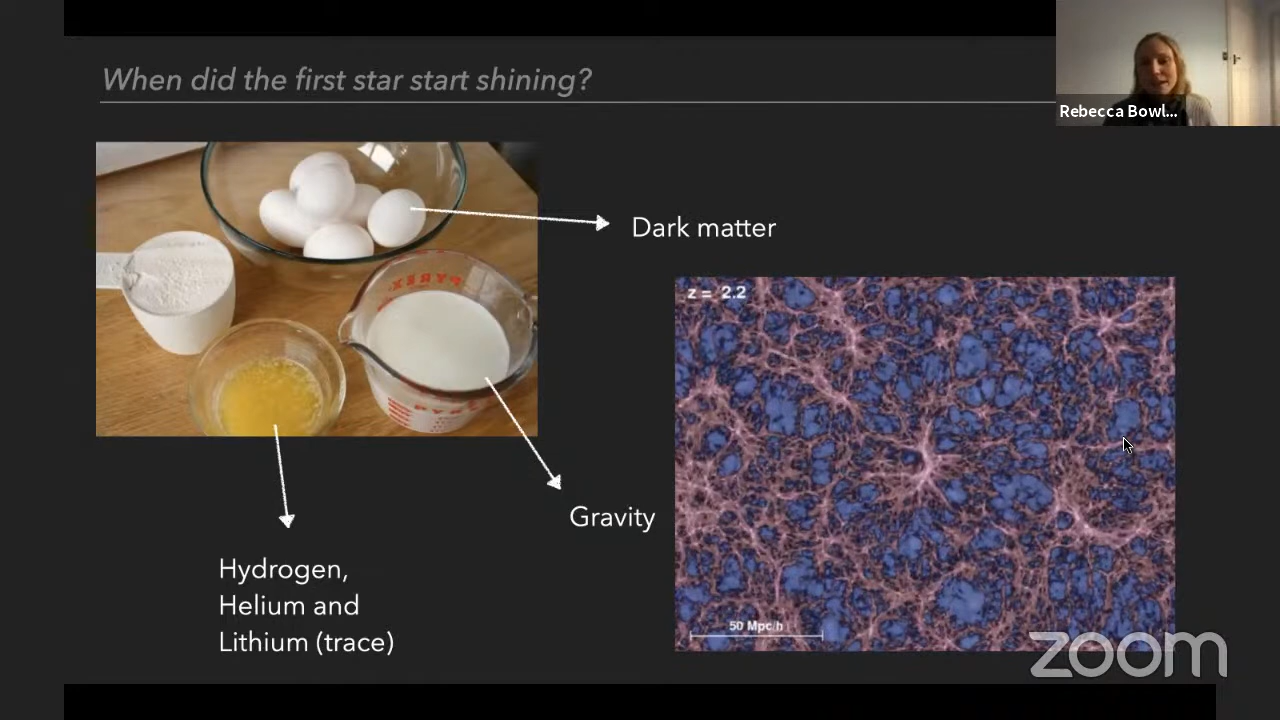 When did the first star start shining?
Rebecca Bowl...
Dark matter
PYREX
z = 2.2
Gravity
Hydrogen,
Helium and
Lithium (trace)
50 Mpc/h
zoom